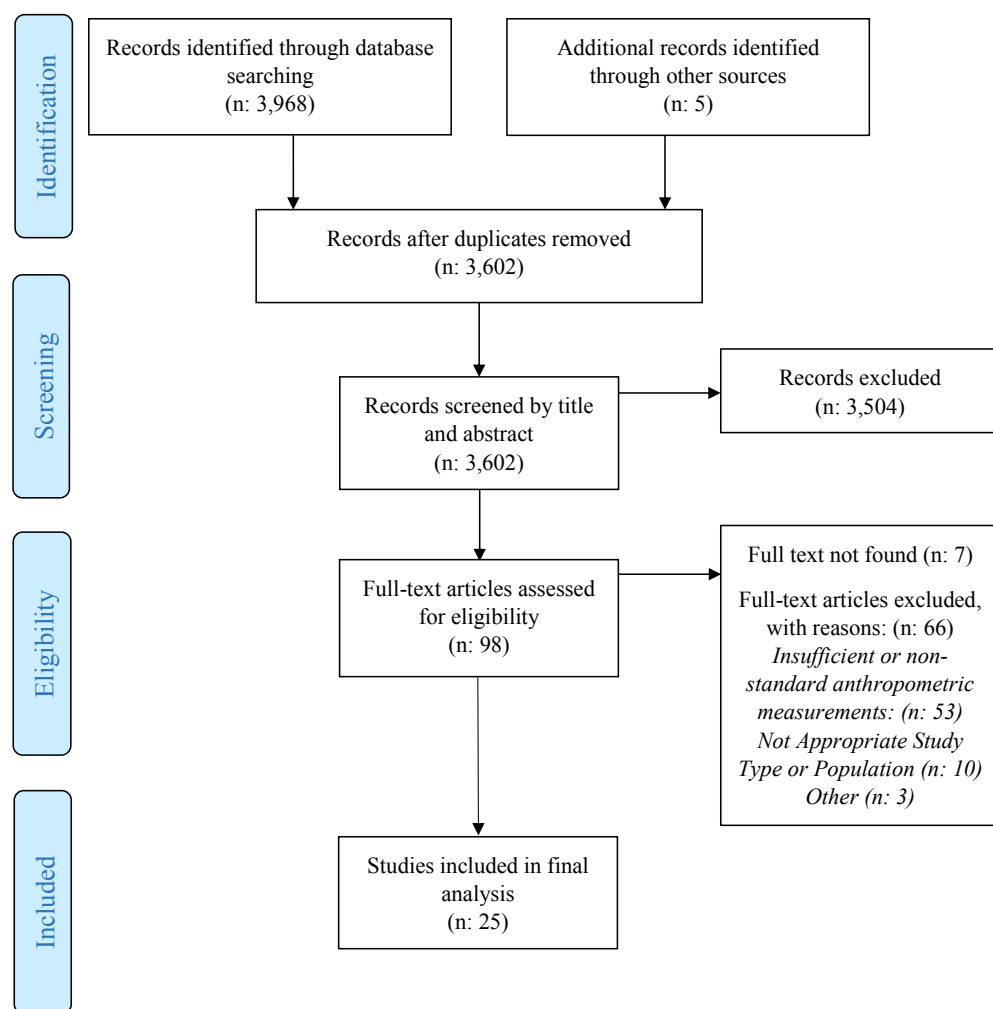 Identification
Records identified through database
searching
(n: 3,968)
Additional records identified
through other sources
(n: 5)
Records after duplicates removed
(n: 3,602)
Screening
Records screened by title
and abstract
(n: 3,602)
Records excluded
(n: 3,504)
Eligibility
Full-text articles assessed
for eligibility
(n: 98)
Full text not found (n: 7)
Full-text articles excluded,
with reasons: (n: 66)
Insufficient or non-
standard anthropometric
measurements: (n: 53)
Not Appropriate Study
Type or Population (n: 10)
Other (n: 3)
Included
Studies included in final
analysis
(n: 25)